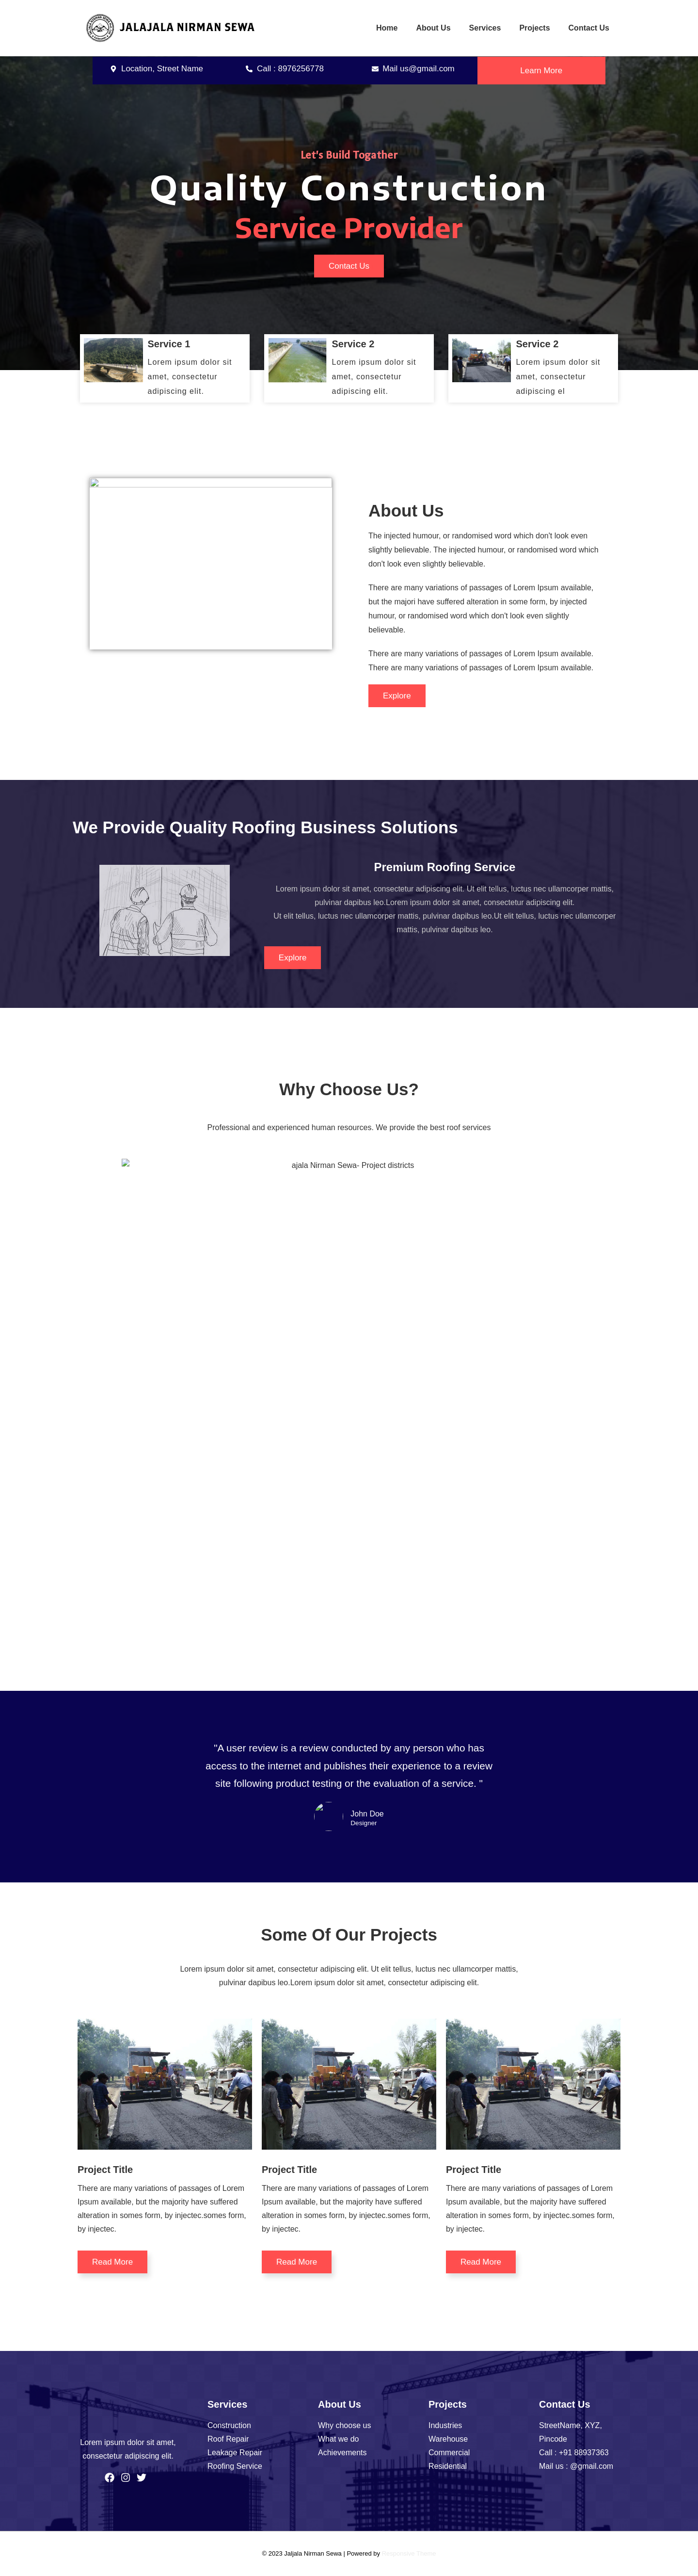 JALAJALA NIRMAN SEWA
Home About Us Services Projects Contact Us
Location, Street Name
Call : 8976256778
Mail us@gmail.com
Learn More
Let's Build Togather
Quality Construction
Service Provider
Contact Us
Service 1
Lorem ipsum dolor sit
amet, consectetur
adipiscing elit.
Service 2
Lorem ipsum dolor sit
amet, consectetur
adipiscing elit.
Service 2
Lorem ipsum dolor sit
amet, consectetur
adipiscing el
About Us
The injected humour, or randomised word which don't look even
slightly believable. The injected humour, or randomised word which
don't look even slightly believable.
There are many variations of passages of Lorem Ipsum available,
but the majori have suffered alteration in some form, by injected
humour, or randomised word which don't look even slightly
believable.
There are many variations of passages of Lorem Ipsum available.
There are many variations of passages of Lorem Ipsum available.
Explore
We Provide Quality Roofing Business Solutions
Premium Roofing Service
Lorem ipsum dolor sit amet, consectetur adipiscing elit. Ut elit tellus, luctus nec ullamcorper mattis,
pulvinar dapibus leo.Lorem ipsum dolor sit amet, consectetur adipiscing elit.
Ut elit tellus, luctus nec ullamcorper mattis, pulvinar dapibus leo.Ut elit tellus, luctus nec ullamcorper
mattis, pulvinar dapibus leo.
Explore
Why Choose Us?
Professional and experienced human resources. We provide the best roof services
ajala Nirman Sewa- Project districts
"A user review is a review conducted by any person who has
access to the internet and publishes their experience to a review
site following product testing or the evaluation of a service. "
John Doe
Designer
Some Of Our Projects
Lorem ipsum dolor sit amet, consectetur adipiscing elit. Ut elit tellus, luctus nec ullamcorper mattis,
pulvinar dapibus leo.Lorem ipsum dolor sit amet, consectetur adipiscing elit.
Project Title
There are many variations of passages of Lorem
Ipsum available, but the majority have suffered
alteration in somes form, by injectec.somes form,
by injectec.
Read More
Project Title
There are many variations of passages of Lorem
Ipsum available, but the majority have suffered
alteration in somes form, by injectec.somes form,
by injectec.
Read More
Project Title
There are many variations of passages of Lorem
Ipsum available, but the majority have suffered
alteration in somes form, by injectec.somes form,
by injectec.
Read More
Lorem ipsum dolor sit amet,
consectetur adipiscing elit.
Services
Construction
Roof Repair
Leakage Repair
Roofing Service
About Us
Why choose us
What we do
Achievements
Projects
Industries
Warehouse
Commercial
Residential
Contact Us
StreetName, XYZ,
Pincode
Call : +91 88937363
Mail us : @gmail.com
© 2023 Jaljala Nirman Sewa | Powered by